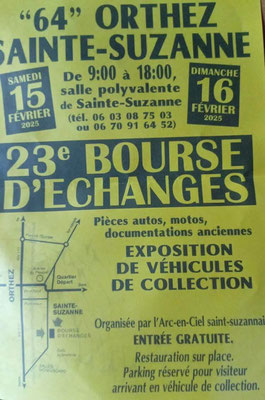 "64" ORTHEZ
SAINTE-SUZANNE
SAMEDI
15
FÉVRIER
2025
De 9:00 à 18:00,
salle polyvalente
de Sainte-Suzanne
(tél. 06 03 08 75 03
ou 06 70 91 64 52)
DIMANCHE
16
FÉVRIER
2025
23e BOURSE
D'ECHANGES
Pièces autos, motos,
documentations anciennes
EXPOSITION
DE VÉHICULES
DE COLLECTION
Organisée par l'Arc-en-Ciel saint-suzannais
ENTRÉE GRATUITE.
Restauration sur place.
Parking réservé pour visiteur
arrivant en véhicule de collection.
ORTHEZ
Quartier
Départ
SAINTE-
SUZANNE
BOURSE
D'ECHANGES